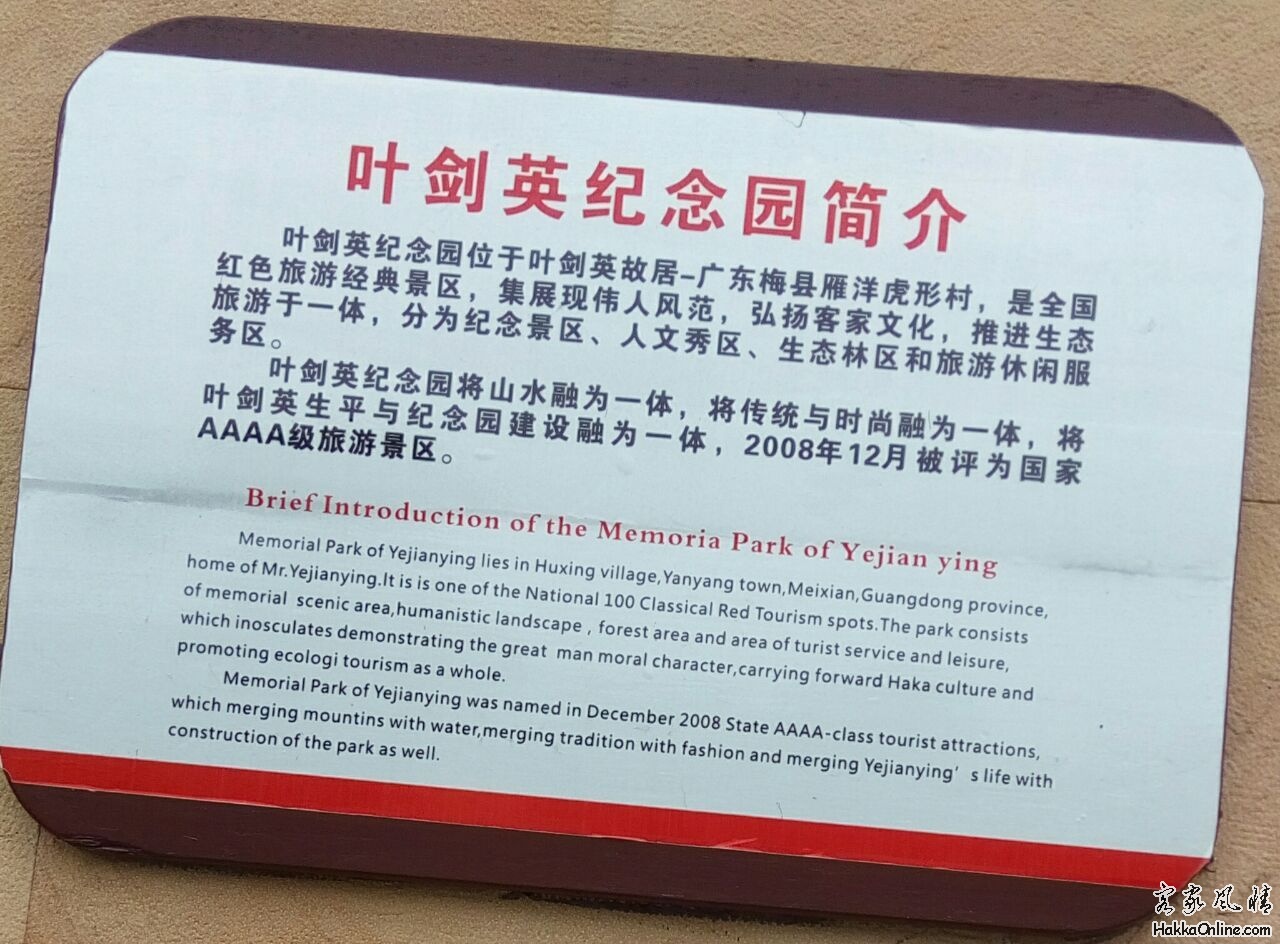 叶剑英纪念园简介
叶剑英纪念园位于叶剑英故居-广东梅县雁洋虎形村，是全国
红色旅游经典景区，集展现伟人风范，弘扬客家文化，推进生态
旅游于一体，分为纪念景区、人文秀区、生态林区和旅游休闲服
务区。
叶剑英纪念园将山水融为一体，将传统与时尚融为一体，将
叶剑英生平与纪念园建设融为一体，2008年12月被评为国家
AAAA级旅游景区。
Brief Introduction of the Memoria Park of Yejian ying
Memorial Park of Yejianying lies in Huxing village,Yanyang town,Meixian,Guangdong province,
home of Mr.Yejianying.It is is one of the National 100 Classical Red Tourism spots.The park consists
of memorial scenic area,humanistic landscape , forest area and area of turist service and leisure,
which inosculates demonstrating the great man moral character,carrying forward Haka culture and
promoting ecologi tourism as a whole.
Memorial Park of Yejianying was named in December 2008 State AAAA-class tourist attractions,
which merging mountins with water,merging tradition with fashion and merging Yejianying's life with
construction of the park as well.
客家风情
HakkaOnline.com